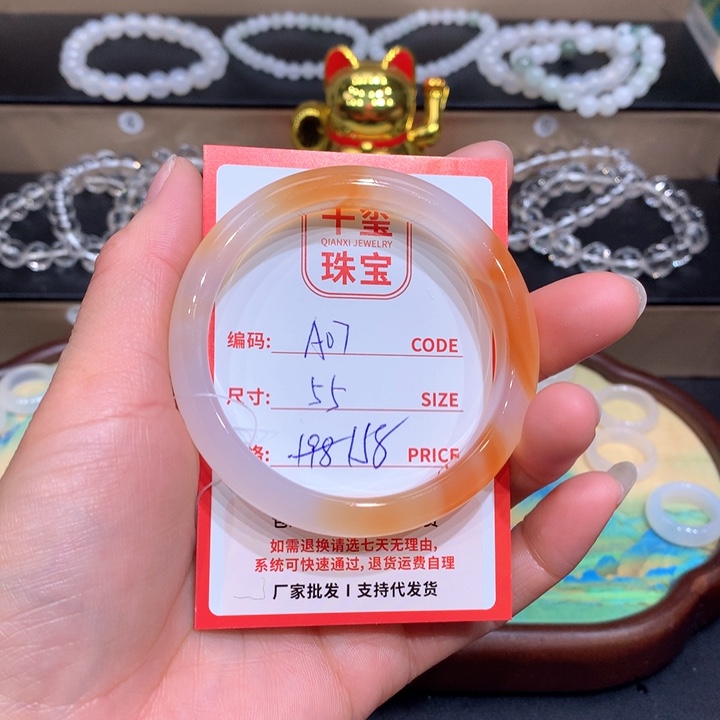 千玺
QIANXI JEWELRY
珠宝
编码: A07 CODE
尺寸: 55 SIZE
格: 198 158 PRICE
如需退换请选七天无理由,
系统可快速通过, 退货运费自理
厂家批发 I 支持代发货